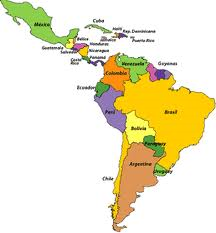 México
Cuba
Haití
Rep. Dominicana
Jamaica
Puerto Rico
Belice
Guatemala
Honduras
Salvador
Nicaragua
Costa
Rica
Panamá
Venezuela
Guyanas
Colombia
Ecuador
Perú
Brasil
Bolivia
Paraguay
Chile
Argentina
Uruguay